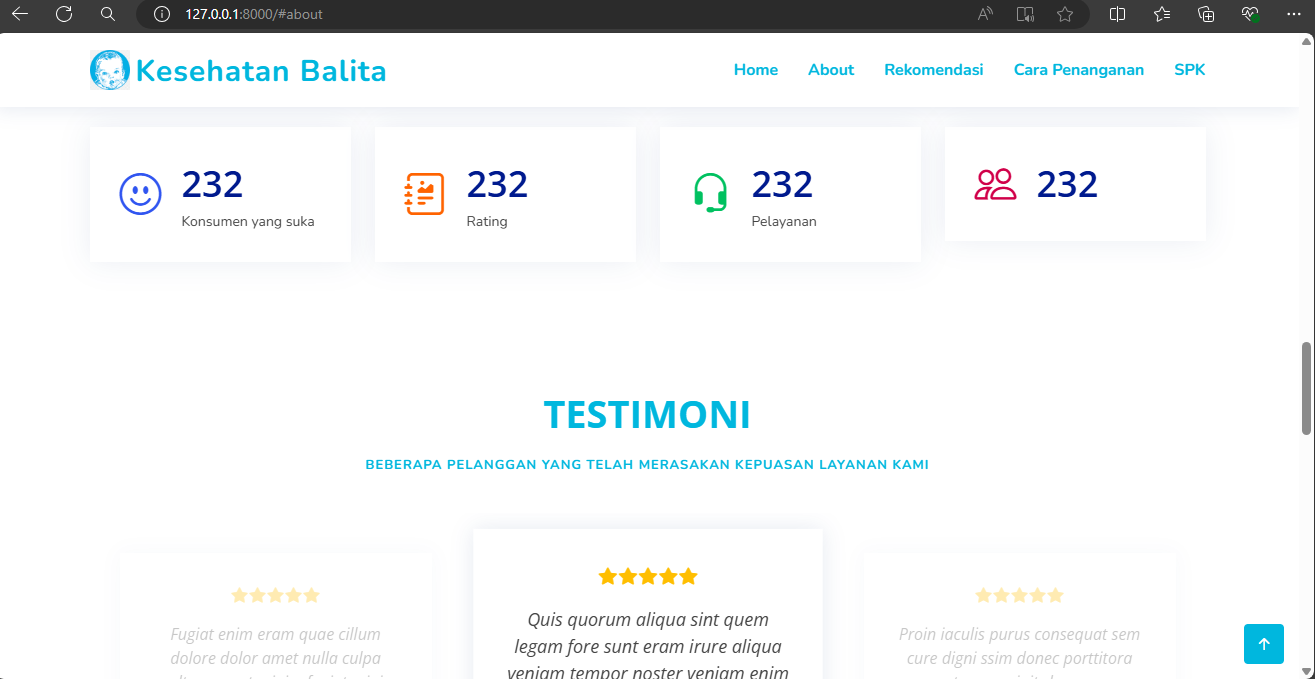 127.0.0.1:8000/#about
Kesehatan Balita
Home About Rekomendasi Cara Penanganan SPK
232
Konsumen yang suka
232
Rating
232
Pelayanan
232
TESTIMONI
BEBERAPA PELANGGAN YANG TELAH MERASAKAN KEPUASAN LAYANAN KAMI
Fugiat enim eram quae cillum
dolore dolor amet nulla culpa
Quis quorum aliqua sint quem
legam fore sunt eram irure aliqua
veniam tempor noster veniam enim
Proin iaculis purus consequat sem
cure digni ssim donec porttitora